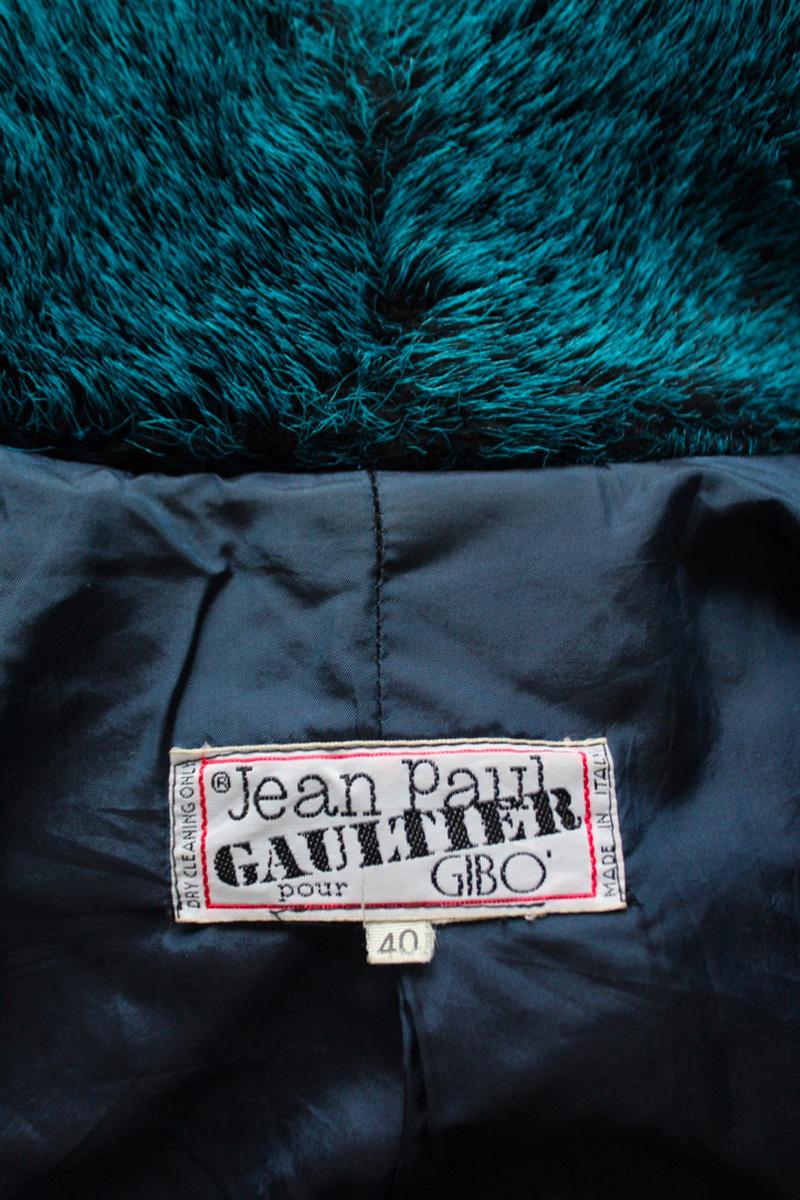 ® Jean Paul
GAULTIER
pour GIBO'
DRY CLEANING ONLY
MADE IN ITALY
40